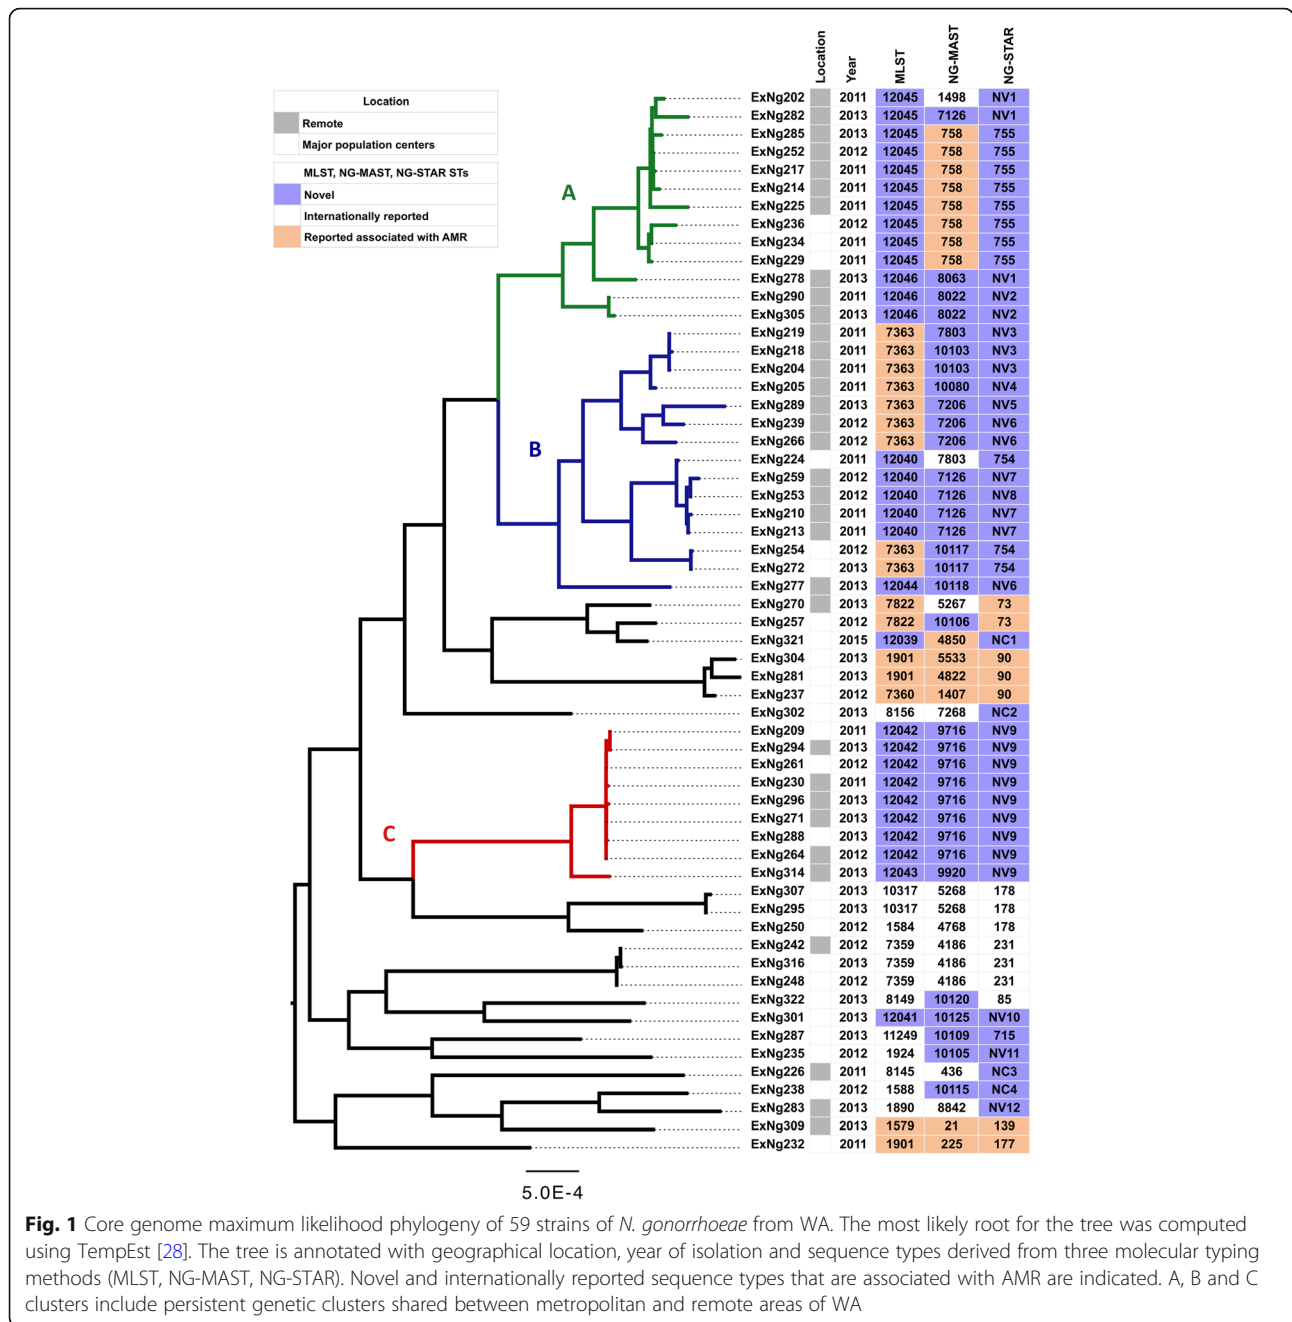 Location Year MLST NG-MAST NG-STAR
Location
Remote
Major population centers
MLST, NG-MAST, NG-STAR STs
Novel
Internationally reported
Reported associated with AMR
A
B
C
ExNg202 2011 12045 1498 NV1
ExNg282 2013 12045 7126 NV1
ExNg285 2013 12045 758 755
ExNg252 2012 12045 758 755
ExNg217 2011 12045 758 755
ExNg214 2011 12045 758 755
ExNg225 2011 12045 758 755
ExNg236 2012 12045 758 755
ExNg234 2011 12045 758 755
ExNg229 2011 12045 758 755
ExNg278 2013 12046 8063 NV1
ExNg290 2011 12046 8022 NV2
ExNg305 2013 12046 8022 NV2
ExNg219 2011 7363 7803 NV3
ExNg218 2011 7363 10103 NV3
ExNg204 2011 7363 10103 NV3
ExNg205 2011 7363 10080 NV4
ExNg289 2013 7363 7206 NV5
ExNg239 2012 7363 7206 NV6
ExNg266 2012 7363 7206 NV6
ExNg224 2011 12040 7803 754
ExNg259 2012 12040 7126 NV7
ExNg253 2012 12040 7126 NV8
ExNg210 2011 12040 7126 NV7
ExNg213 2011 12040 7126 NV7
ExNg254 2012 7363 10117 754
ExNg272 2013 7363 10117 754
ExNg277 2013 12044 10118 NV6
ExNg270 2013 7822 5267 73
ExNg257 2012 7822 10106 73
ExNg321 2015 12039 4850 NC1
ExNg304 2013 1901 5533 90
ExNg281 2013 1901 4822 90
ExNg237 2012 7360 1407 90
ExNg302 2013 8156 7268 NC2
ExNg209 2011 12042 9716 NV9
ExNg294 2013 12042 9716 NV9
ExNg261 2012 12042 9716 NV9
ExNg230 2011 12042 9716 NV9
ExNg296 2013 12042 9716 NV9
ExNg271 2013 12042 9716 NV9
ExNg288 2013 12042 9716 NV9
ExNg264 2012 12042 9716 NV9
ExNg314 2013 12043 9920 NV9
ExNg307 2013 10317 5268 178
ExNg295 2013 10317 5268 178
ExNg250 2012 1584 4768 178
ExNg242 2012 7359 4186 231
ExNg316 2013 7359 4186 231
ExNg248 2012 7359 4186 231
ExNg322 2013 8149 10120 85
ExNg301 2013 12041 10125 NV10
ExNg287 2013 11249 10109 715
ExNg235 2012 1924 10105 NV11
ExNg226 2011 8145 436 NC3
ExNg238 2012 1588 10115 NC4
ExNg283 2013 1890 8842 NV12
ExNg309 2013 1579 21 139
ExNg232 2011 1901 225 177
5.0E-4
Fig. 1 Core genome maximum likelihood phylogeny of 59 strains of N. gonorrhoeae from WA. The most likely root for the tree was computed
using TempEst [28]. The tree is annotated with geographical location, year of isolation and sequence types derived from three molecular typing
methods (MLST, NG-MAST, NG-STAR). Novel and internationally reported sequence types that are associated with AMR are indicated. A, B and C
clusters include persistent genetic clusters shared between metropolitan and remote areas of WA